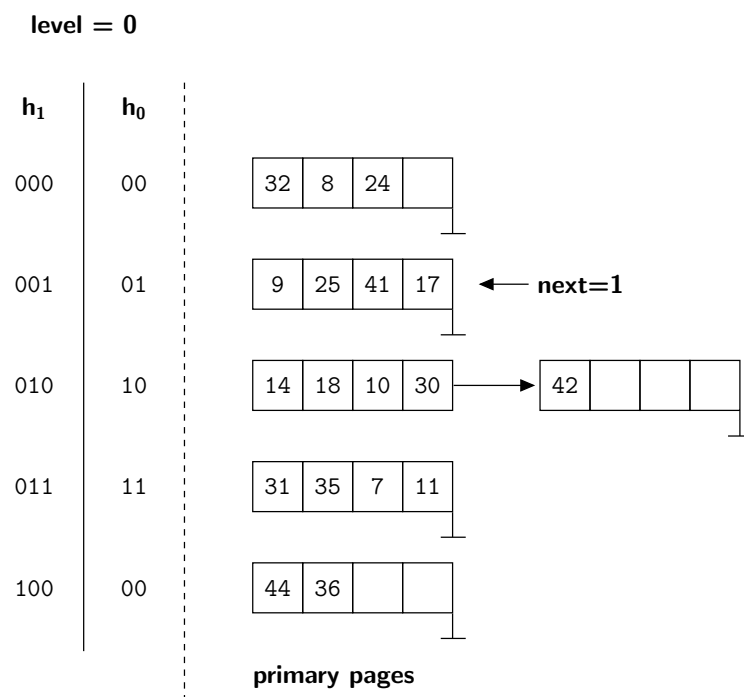 level = 0
h₁ h₀
000 00 32 8 24
001 01 9 25 41 17 next=1
010 10 14 18 10 30 42
011 11 31 35 7 11
100 00 44 36
primary pages